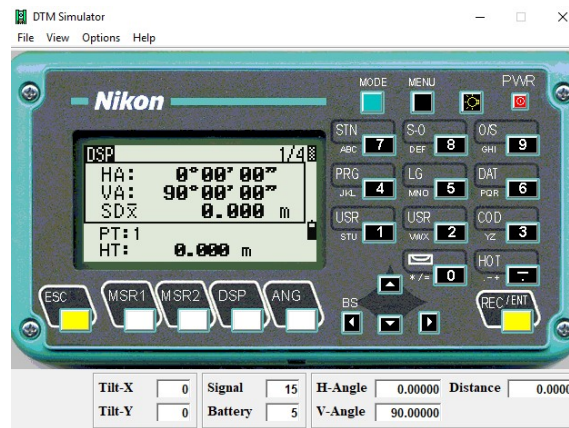 DTM Simulator
File View Options Help
Nikon
MODE MENU PWR
DSP 1/4
HA: 0°00'00"
VA: 90°00'00"
SDx̅ 0.000 m
PT:1
HT: 0.000 m
STN ABC 7 S-O DEF 8 O/S GHI 9
PRG JKL 4 LG MNO 5 DAT PQR 6
USR STU 1 USR VWX 2 COD YZ 3
*/= 0 HOT .-+ .
ESC MSR1 MSR2 DSP ANG BS REC/ENT
Tilt-X 0 Signal 15 H-Angle 0.00000 Distance 0.0000
Tilt-Y 0 Battery 5 V-Angle 90.00000